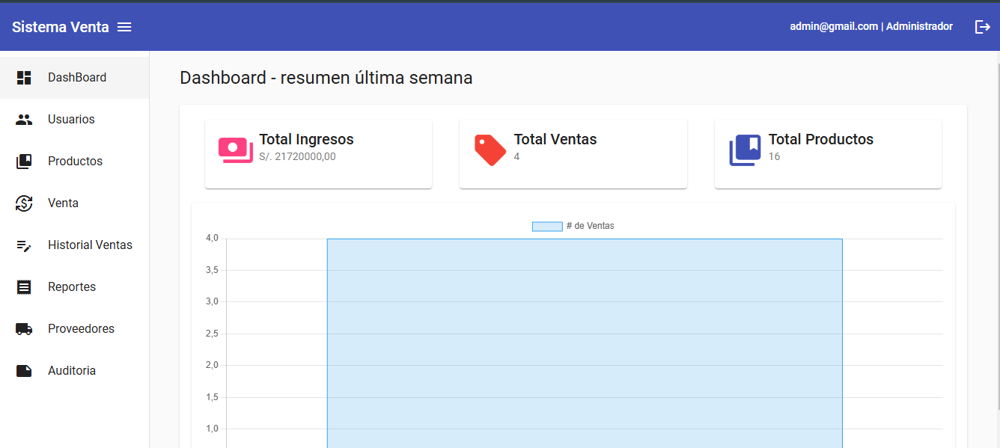 Sistema Venta
admin@gmail.com | Administrador
DashBoard
Usuarios
Productos
Venta
Historial Ventas
Reportes
Proveedores
Auditoria
Dashboard - resumen última semana
Total Ingresos
S/. 21720000,00
Total Ventas
4
Total Productos
16
# de Ventas
4,0
3,5
3,0
2,5
2,0
1,5
1,0